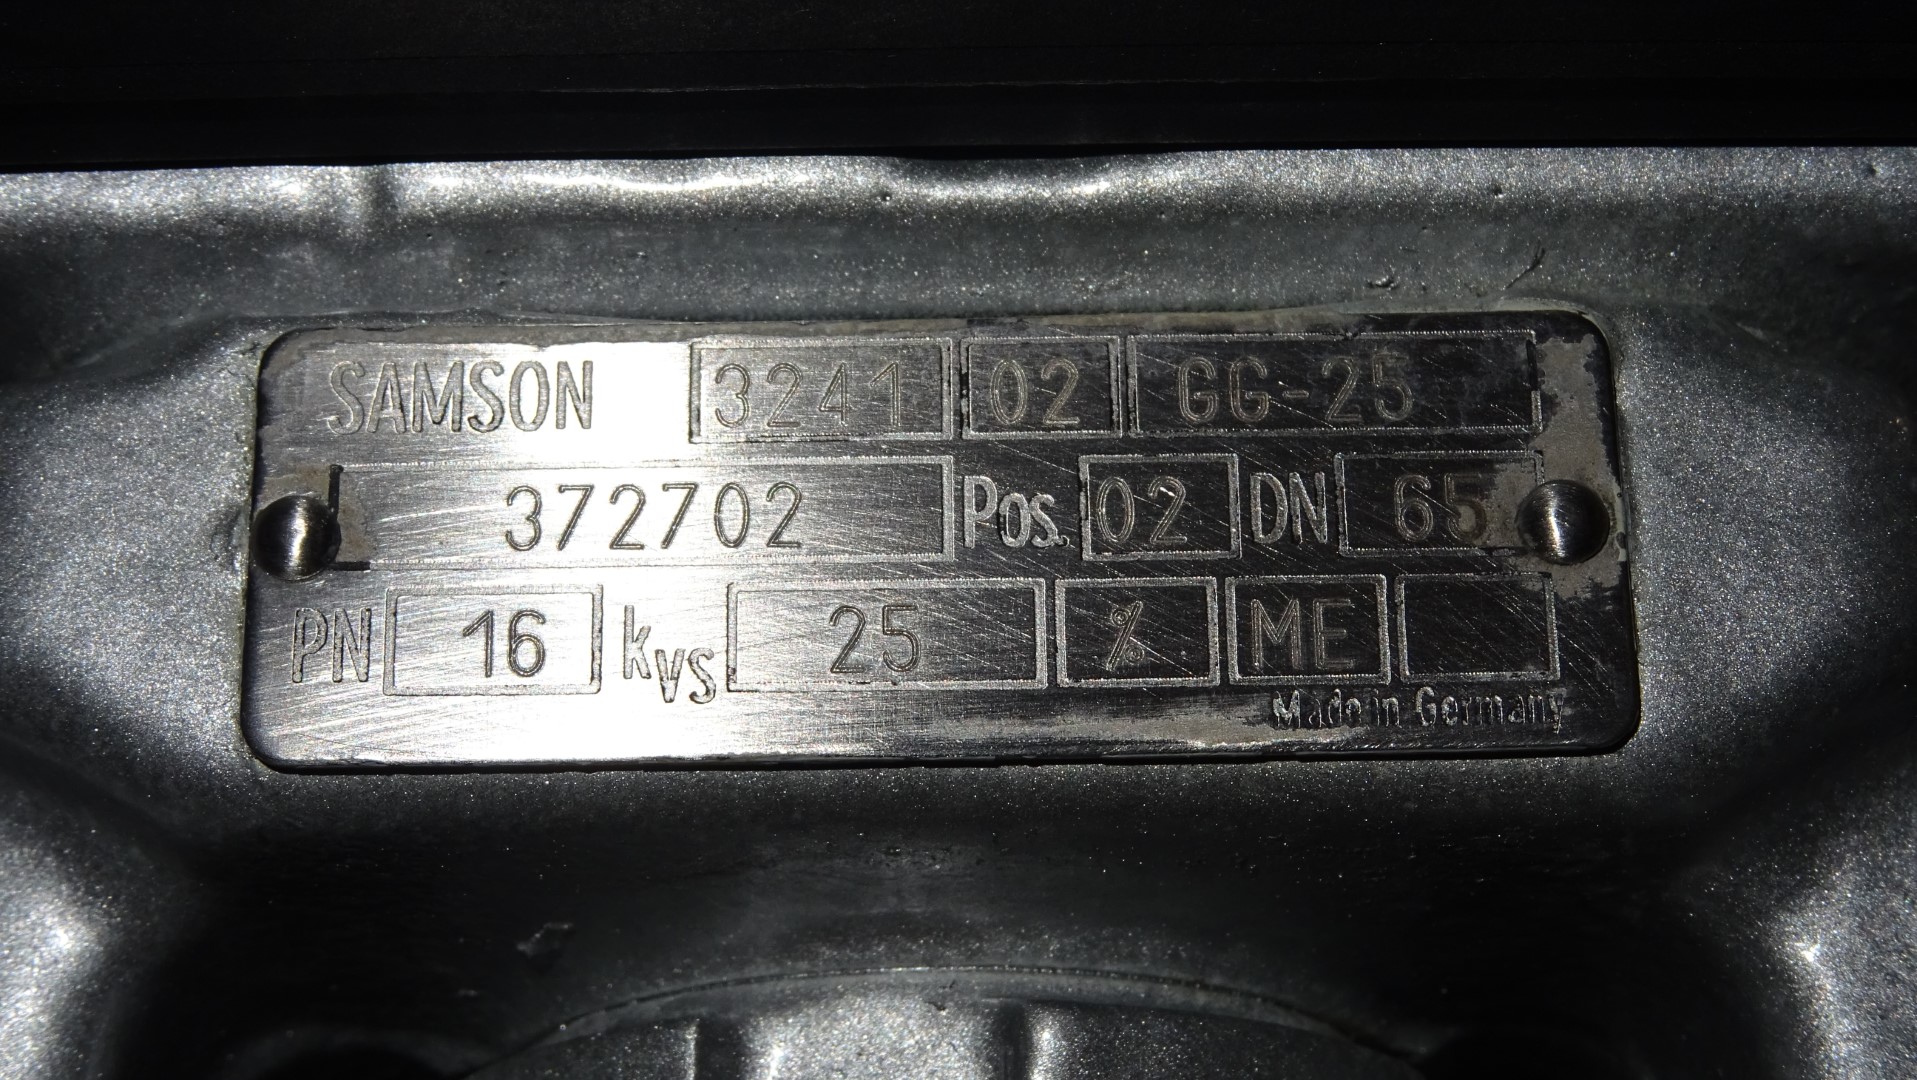 SAMSON 3241 02 GG-25
372702 Pos. 02 DN 65
PN 16 kvs 25 % ME
Made in Germany